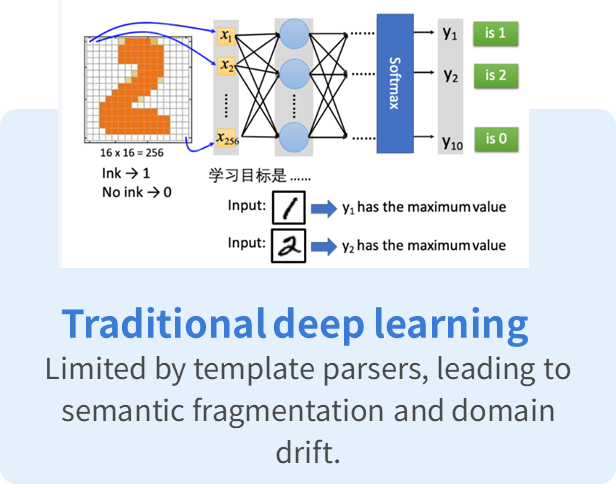 x1
x2
x256
Softmax
y1
is 1
y2
is 2
y10
is 0
16 x 16 = 256
Ink → 1
No ink → 0
学习目标是 ......
Input: 1 y1 has the maximum value
Input: 2 y2 has the maximum value
Traditional deep learning
Limited by template parsers, leading to
semantic fragmentation and domain
drift.